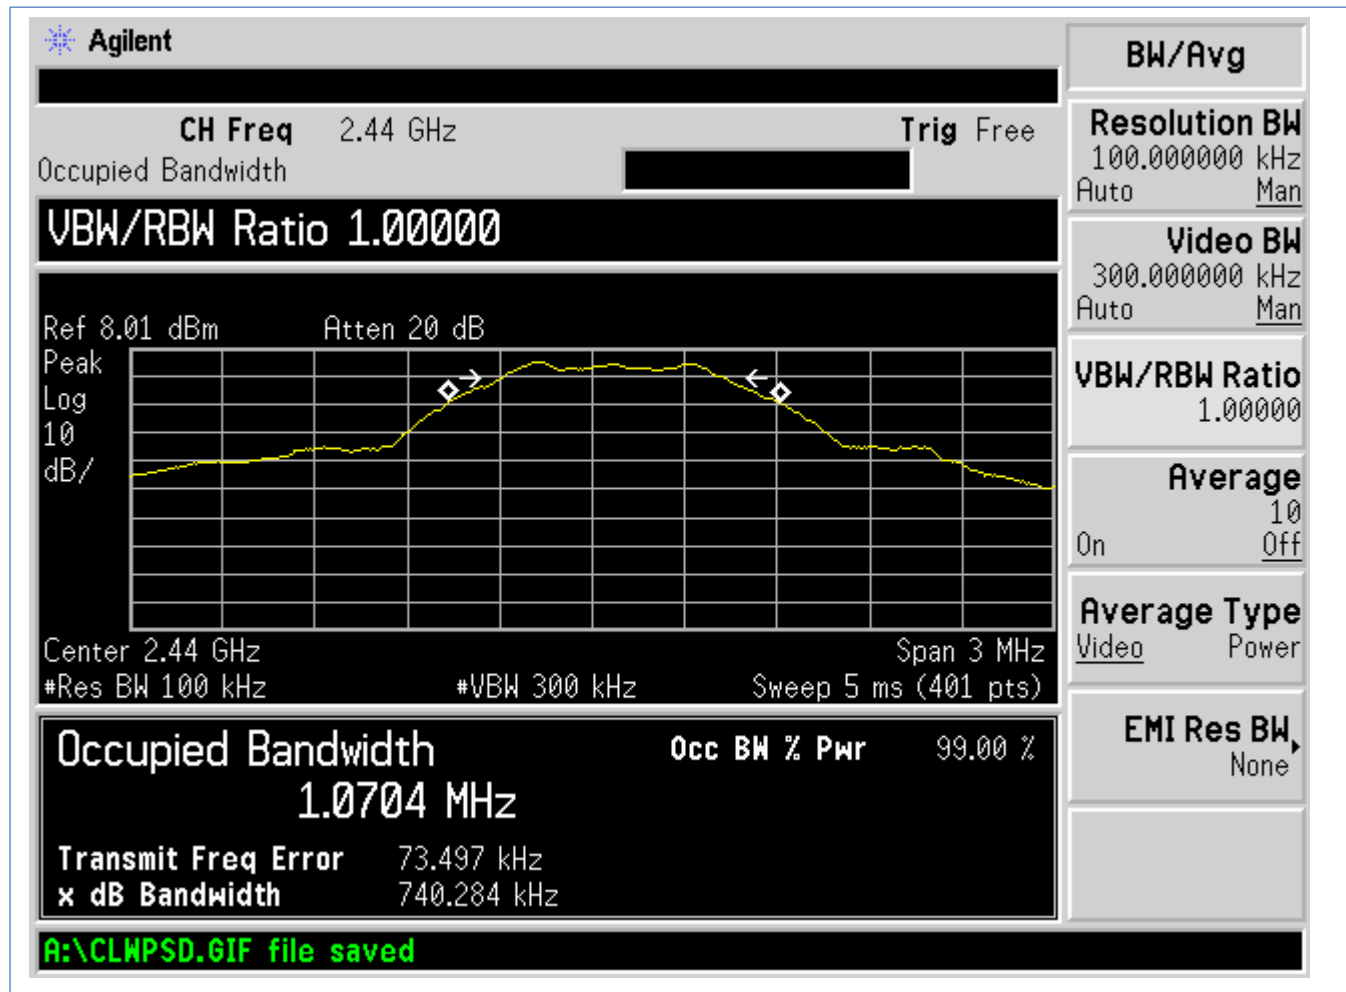 Agilent
CH Freq 2.44 GHz Trig Free
Occupied Bandwidth
VBW/RBW Ratio 1.00000
Ref 8.01 dBm Atten 20 dB
Peak
Log
10
dB/
Center 2.44 GHz Span 3 MHz
#Res BW 100 kHz #VBW 300 kHz Sweep 5 ms (401 pts)
Occupied Bandwidth Occ BW % Pwr 99.00 %
1.0704 MHz
Transmit Freq Error 73.497 kHz
x dB Bandwidth 740.284 kHz
A:\CLWPSD.GIF file saved
BW/Avg
Resolution BW
100.000000 kHz
Auto Man
Video BW
300.000000 kHz
Auto Man
VBW/RBW Ratio
1.00000
Average
10
On Off
Average Type
Video Power
EMI Res BW
None